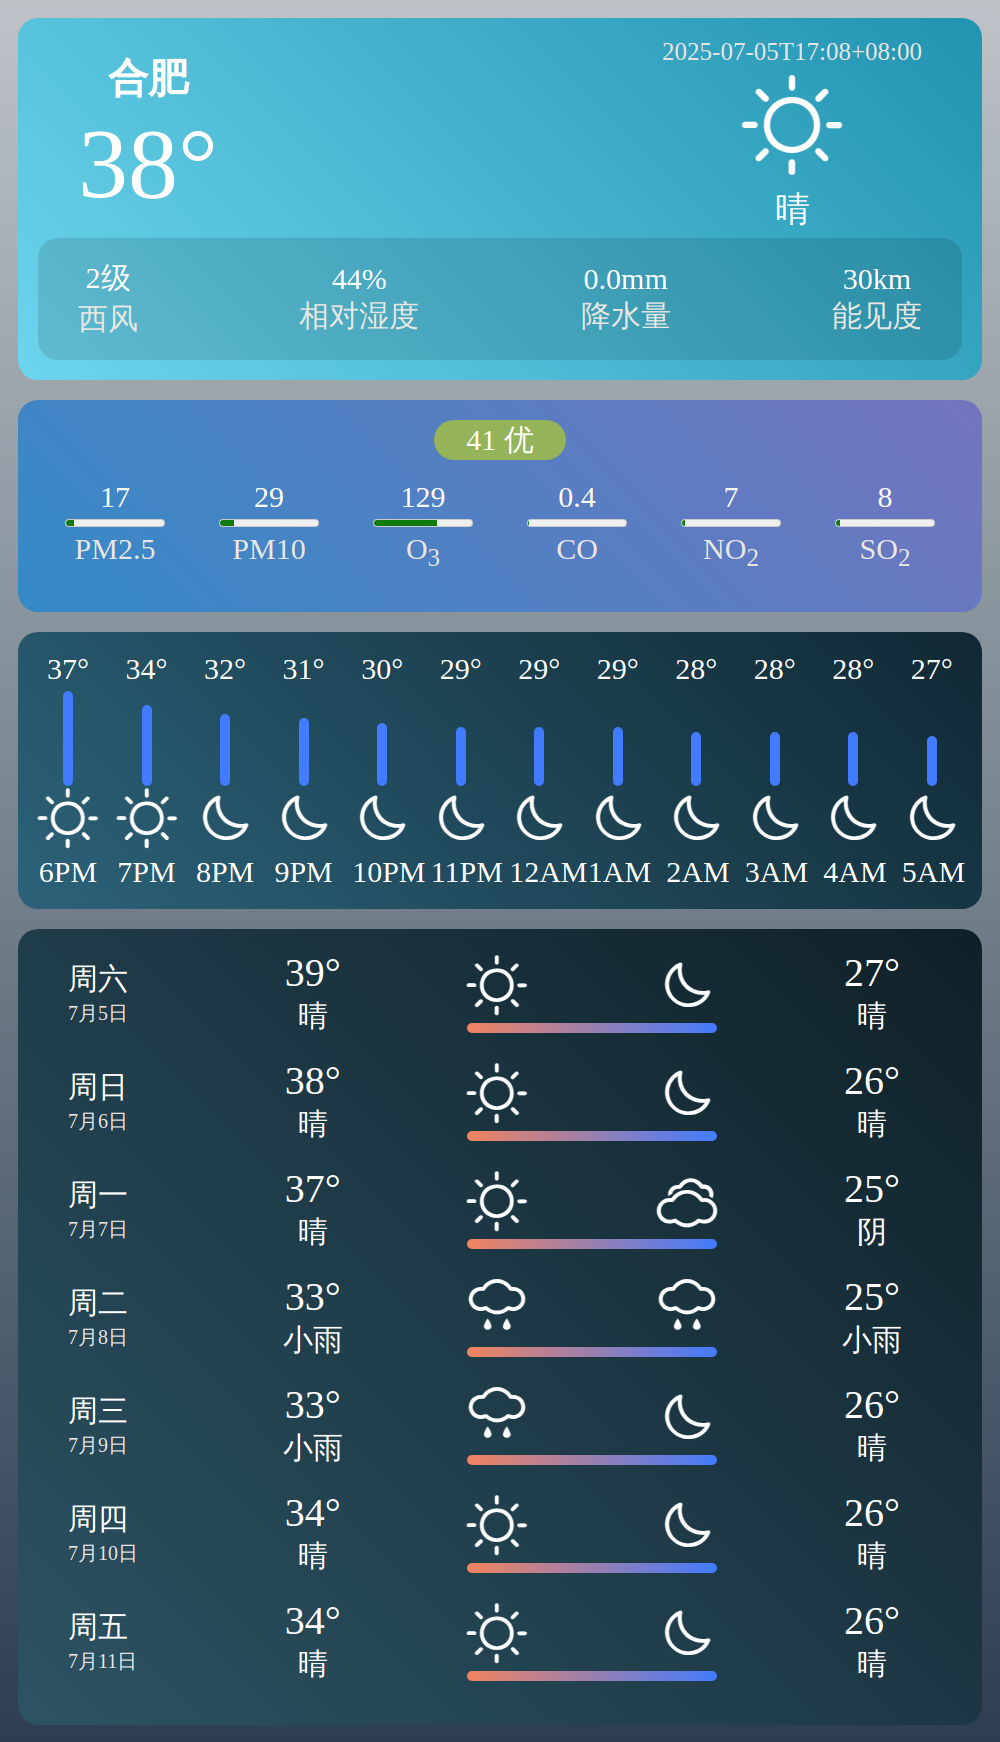 合肥
2025-07-05T17:08+08:00
38°
晴
2级 44% 0.0mm 30km
西风 相对湿度 降水量 能见度
41 优
17 29 129 0.4 7 8
PM2.5 PM10 O3 CO NO2 SO2
37° 34° 32° 31° 30° 29° 29° 29° 28° 28° 28° 27°
6PM 7PM 8PM 9PM 10PM 11PM 12AM 1AM 2AM 3AM 4AM 5AM
周六 39° 27°
7月5日 晴 晴
周日 38° 26°
7月6日 晴 晴
周一 37° 25°
7月7日 晴 阴
周二 33° 25°
7月8日 小雨 小雨
周三 33° 26°
7月9日 小雨 晴
周四 34° 26°
7月10日 晴 晴
周五 34° 26°
7月11日 晴 晴